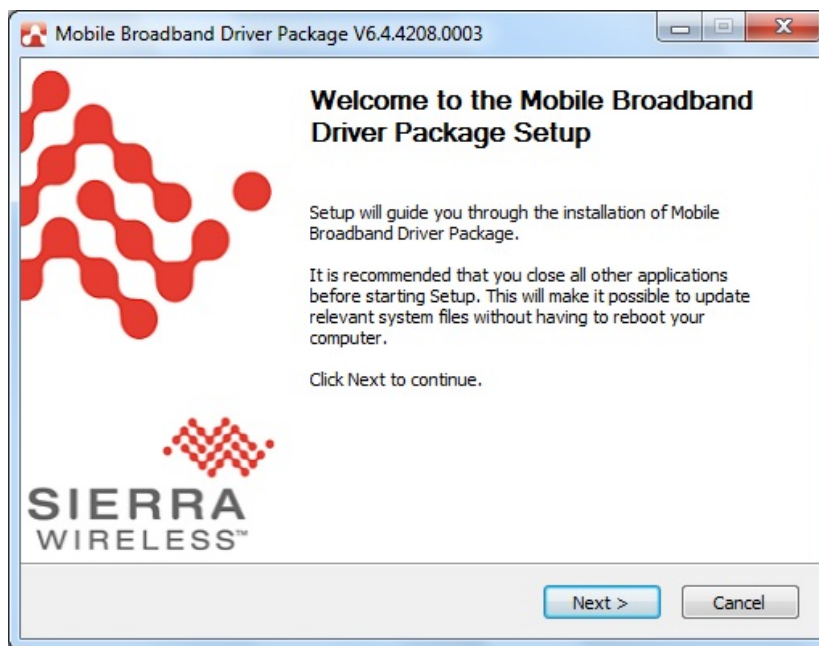 Mobile Broadband Driver Package V6.4.4208.0003
Welcome to the Mobile Broadband
Driver Package Setup
Setup will guide you through the installation of Mobile
Broadband Driver Package.
It is recommended that you close all other applications
before starting Setup. This will make it possible to update
relevant system files without having to reboot your
computer.
Click Next to continue.
SIERRA
WIRELESS™
Next >
Cancel